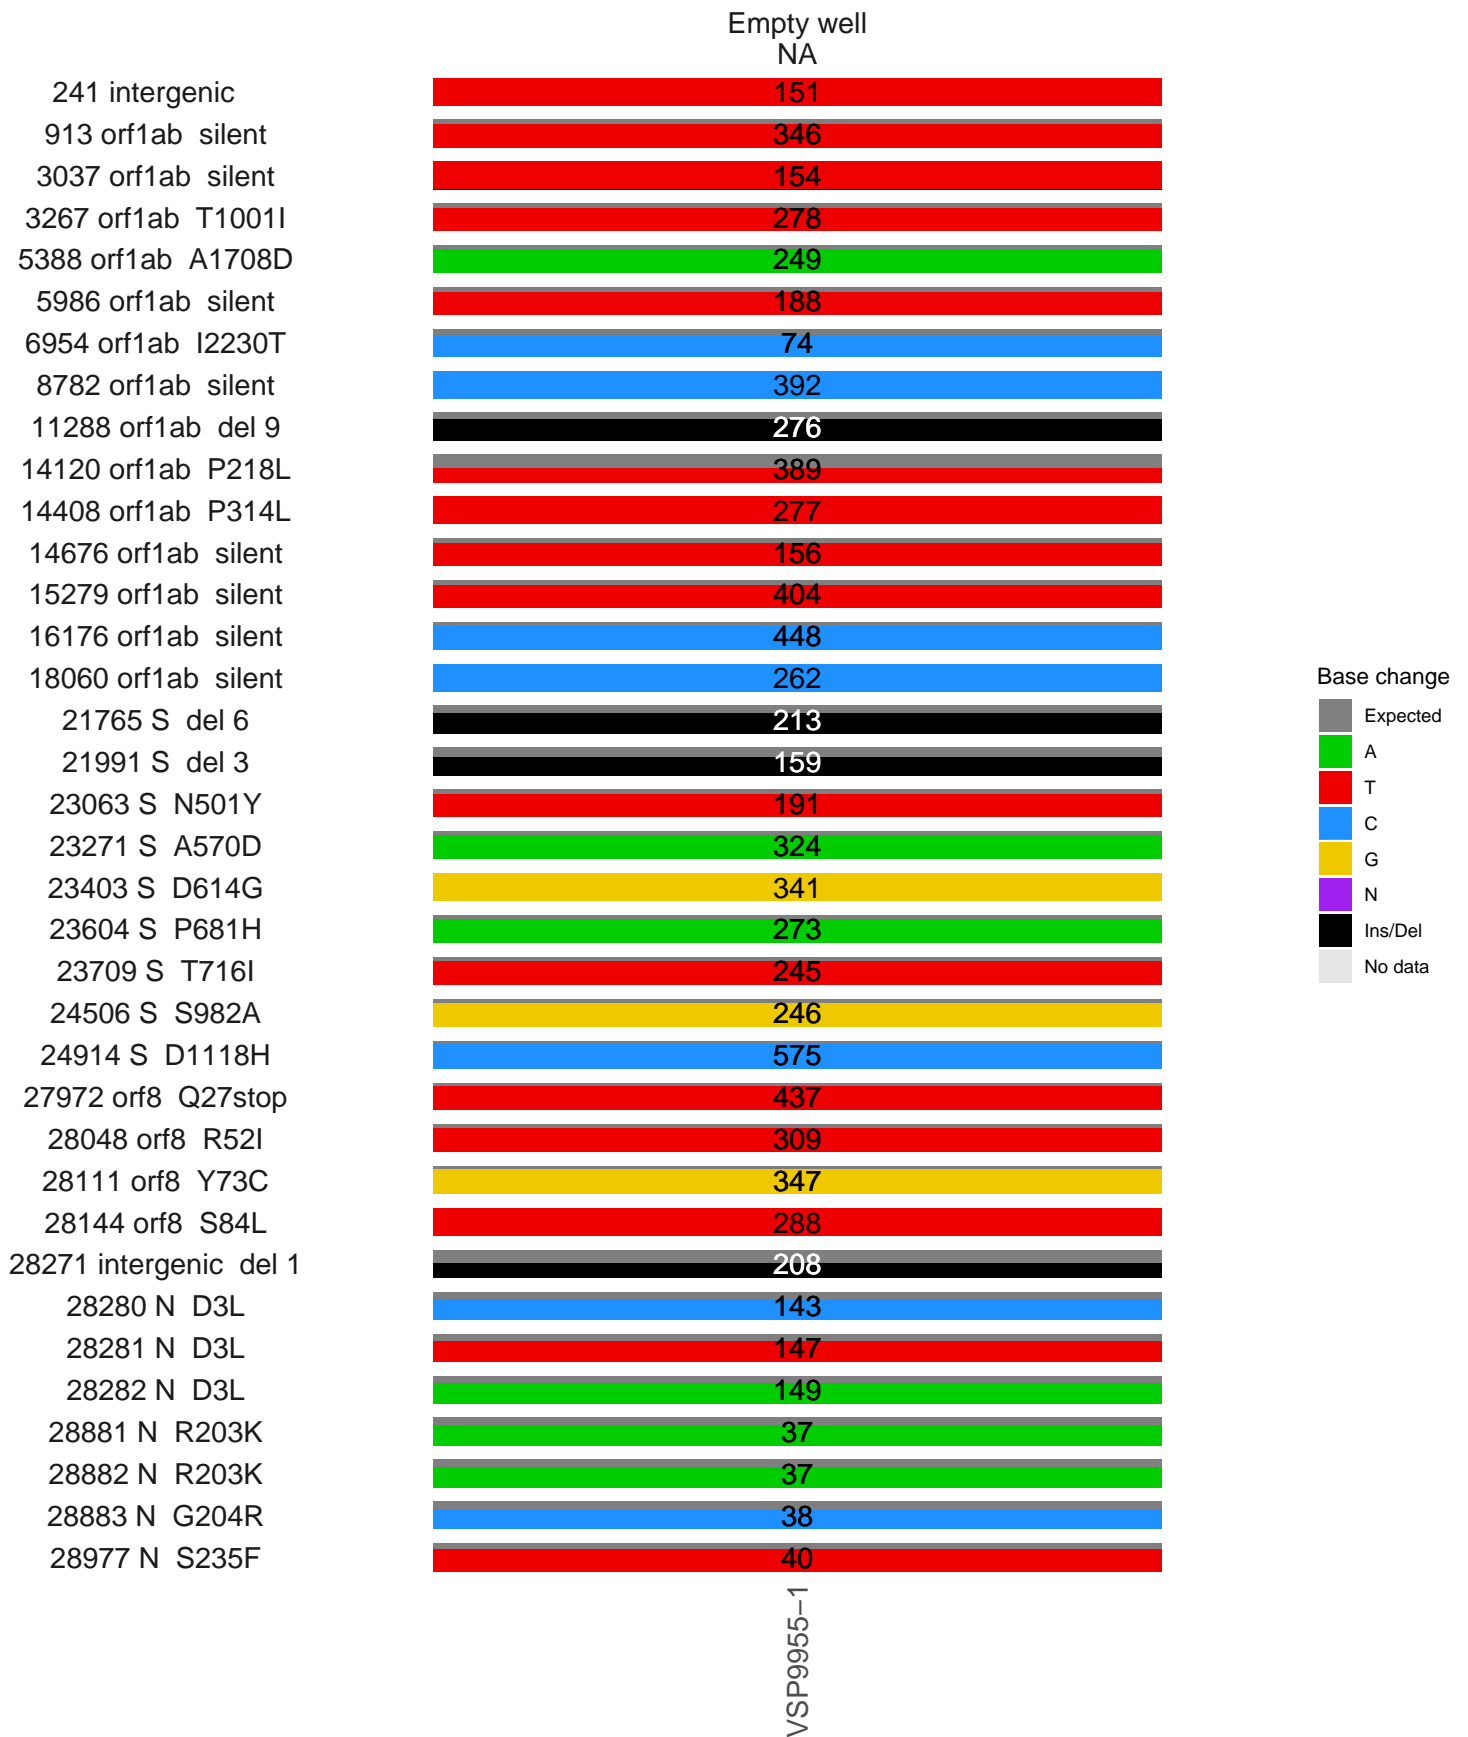 Empty well
NA
241 intergenic 151
913 orf1ab silent 346
3037 orf1ab silent 154
3267 orf1ab T1001I 278
5388 orf1ab A1708D 249
5986 orf1ab silent 188
6954 orf1ab I2230T 74
8782 orf1ab silent 392
11288 orf1ab del 9 276
14120 orf1ab P218L 389
14408 orf1ab P314L 277
14676 orf1ab silent 156
15279 orf1ab silent 404
16176 orf1ab silent 448
18060 orf1ab silent 262
21765 S del 6 213
21991 S del 3 159
23063 S N501Y 191
23271 S A570D 324
23403 S D614G 341
23604 S P681H 273
23709 S T716I 245
24506 S S982A 246
24914 S D1118H 575
27972 orf8 Q27stop 437
28048 orf8 R52I 309
28111 orf8 Y73C 347
28144 orf8 S84L 288
28271 intergenic del 1 208
28280 N D3L 143
28281 N D3L 147
28282 N D3L 149
28881 N R203K 37
28882 N R203K 37
28883 N G204R 38
28977 N S235F 40
VSP9955−1
Base change
Expected
A
T
C
G
N
Ins/Del
No data